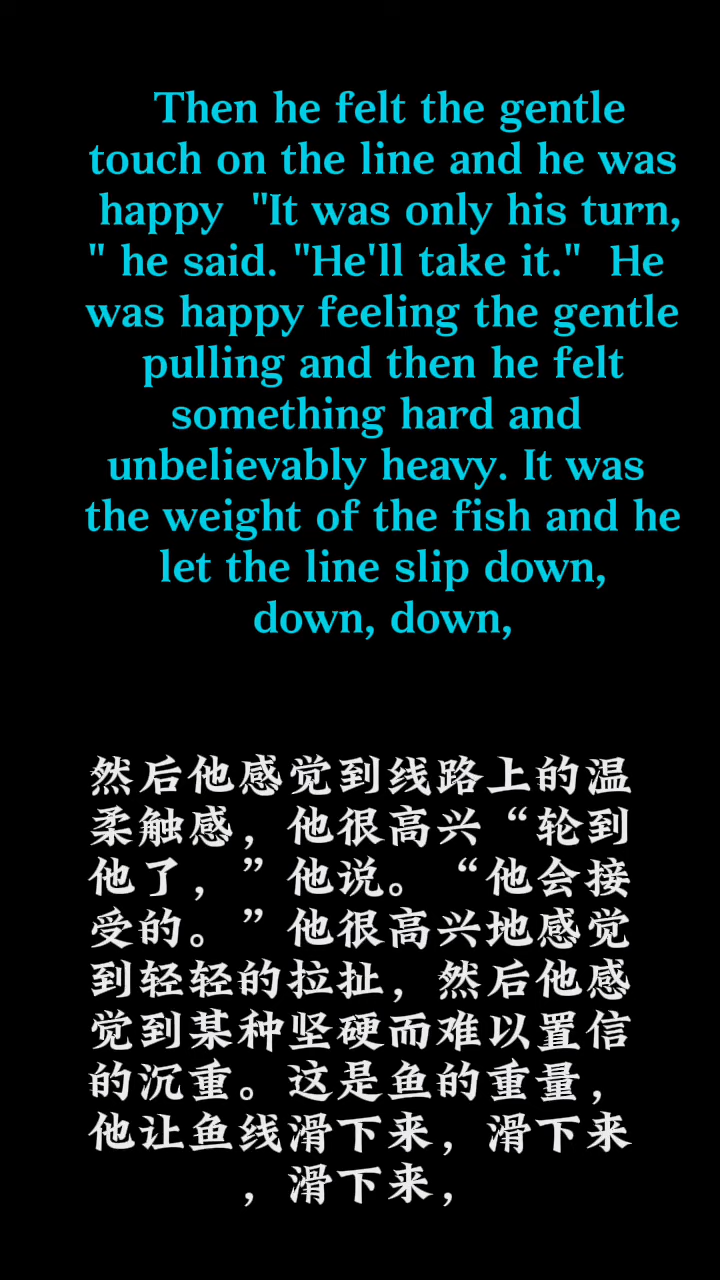 Then he felt the gentle
touch on the line and he was
happy  "It was only his turn,
" he said. "He'll take it."  He
was happy feeling the gentle
pulling and then he felt
something hard and
unbelievably heavy. It was
the weight of the fish and he
let the line slip down,
down, down,
然后他感觉到线路上的温
柔触感，他很高兴“轮到
他了，”他说。“他会接
受的。”他很高兴地感觉
到轻轻的拉扯，然后他感
觉到某种坚硬而难以置信
的沉重。这是鱼的重量，
他让鱼线滑下来，滑下来
，滑下来，